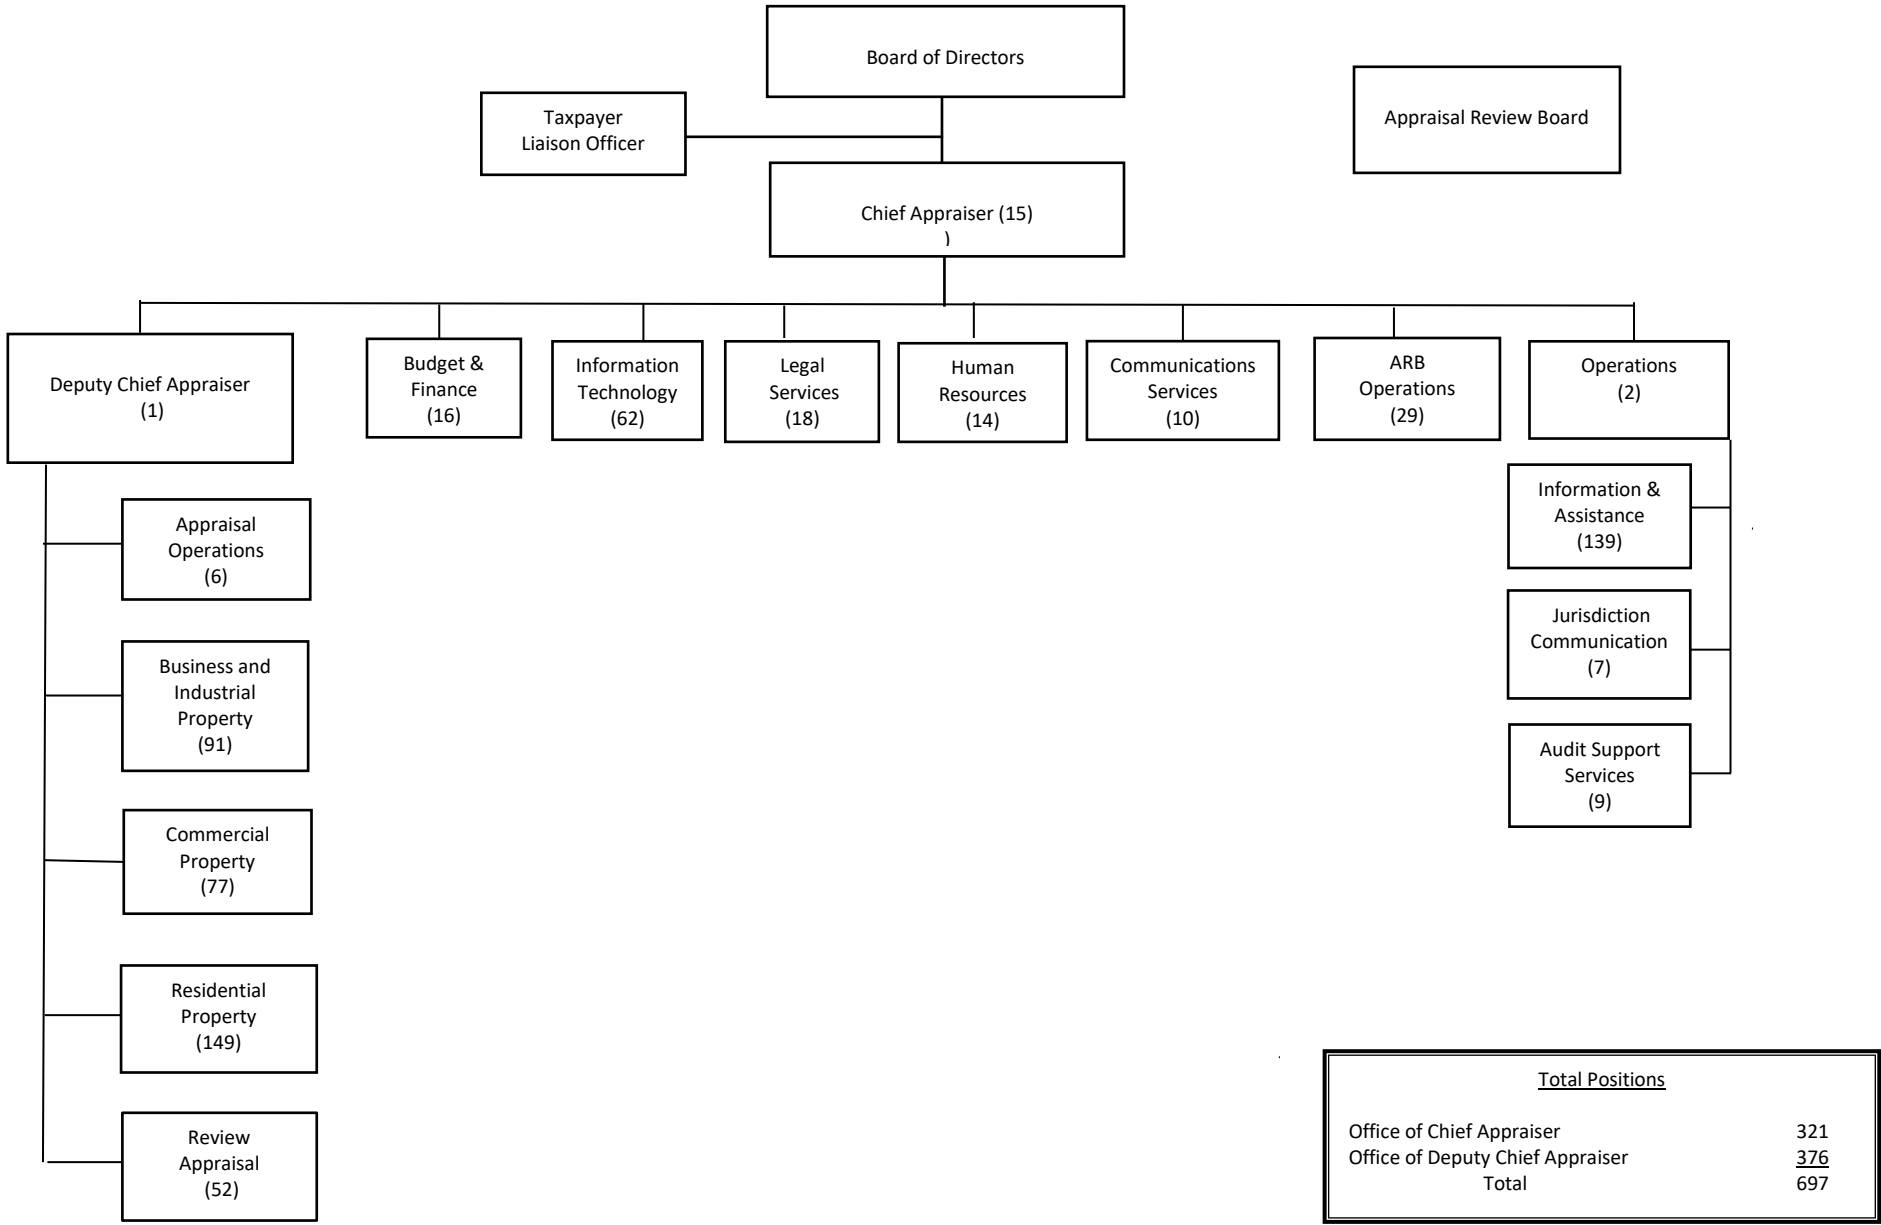 Board of Directors
Taxpayer
Liaison Officer
Appraisal Review Board
Chief Appraiser (15)
)
Deputy Chief Appraiser
(1)
Budget &
Finance
(16)
Information
Technology
(62)
Legal
Services
(18)
Human
Resources
(14)
Communications
Services
(10)
ARB
Operations
(29)
Operations
(2)
Appraisal
Operations
(6)
Business and
Industrial
Property
(91)
Commercial
Property
(77)
Residential
Property
(149)
Review
Appraisal
(52)
Information &
Assistance
(139)
Jurisdiction
Communication
(7)
Audit Support
Services
(9)
Total Positions
Office of Chief Appraiser 321
Office of Deputy Chief Appraiser 376
Total 697